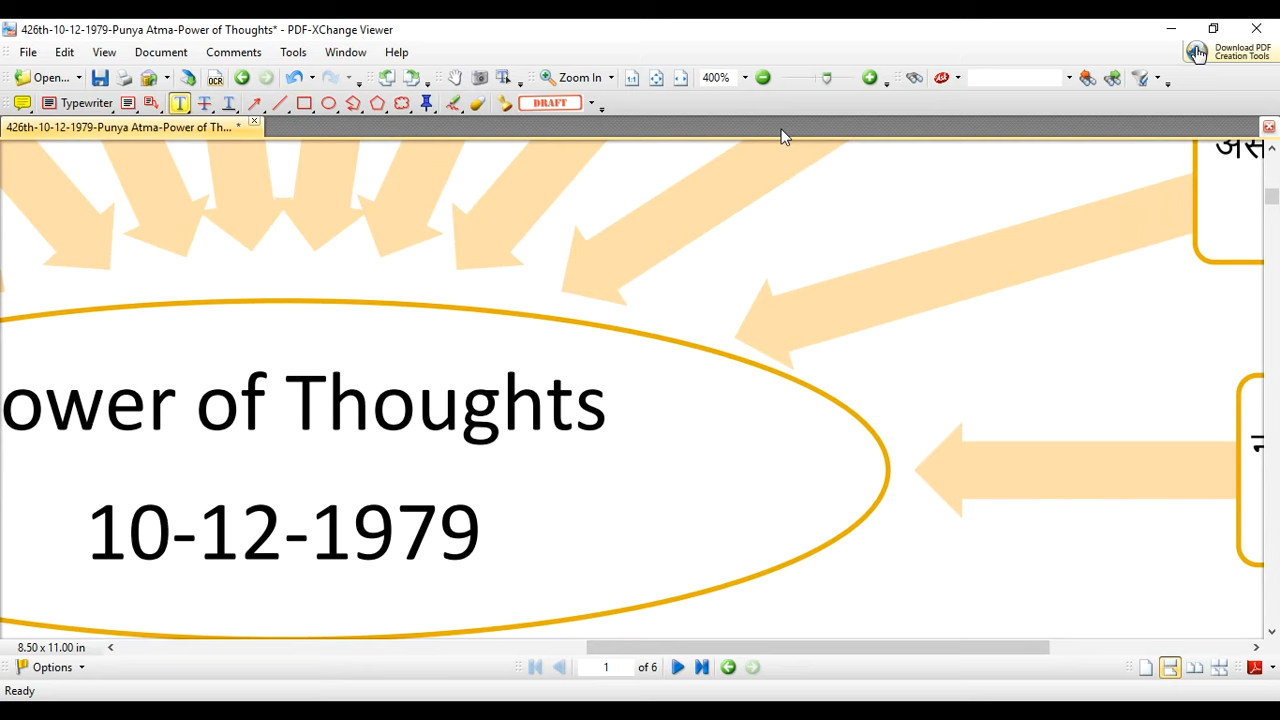 426th-10-12-1979-Punya Atma-Power of Thoughts* - PDF-XChange Viewer
File Edit View Document Comments Tools Window Help
Download PDF Creation Tools
Open... OCR Zoom In 400%
Typewriter DRAFT
426th-10-12-1979-Punya Atma-Power of Th... *
ower of Thoughts
10-12-1979
8.50 x 11.00 in
Options 1 of 6
Ready